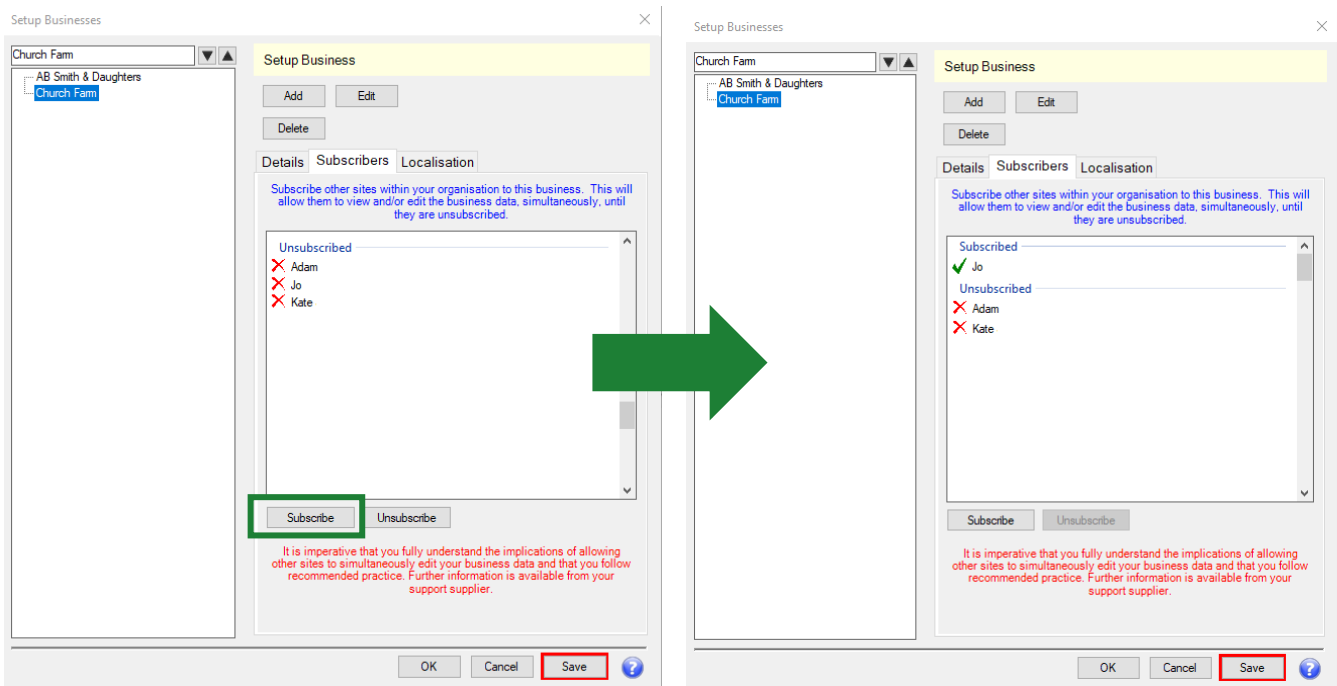 Setup Businesses
Church Farm
AB Smith & Daughters
Church Farm
Setup Business
Add Edit
Delete
Details Subscribers Localisation
Subscribe other sites within your organisation to this business. This will
allow them to view and/or edit the business data, simultaneously, until
they are unsubscribed.
Unsubscribed
Adam
Jo
Kate
Subscribe Unsubscribe
It is imperative that you fully understand the implications of allowing
other sites to simultaneously edit your business data and that you follow
recommended practice. Further information is available from your
support supplier.
OK Cancel Save ?
Setup Businesses
Church Farm
AB Smith & Daughters
Church Farm
Setup Business
Add Edit
Delete
Details Subscribers Localisation
Subscribe other sites within your organisation to this business. This will
allow them to view and/or edit the business data, simultaneously, until
they are unsubscribed.
Subscribed
Jo
Unsubscribed
Adam
Kate
Subscribe Unsubscribe
It is imperative that you fully understand the implications of allowing
other sites to simultaneously edit your business data and that you follow
recommended practice. Further information is available from your
support supplier.
OK Cancel Save ?